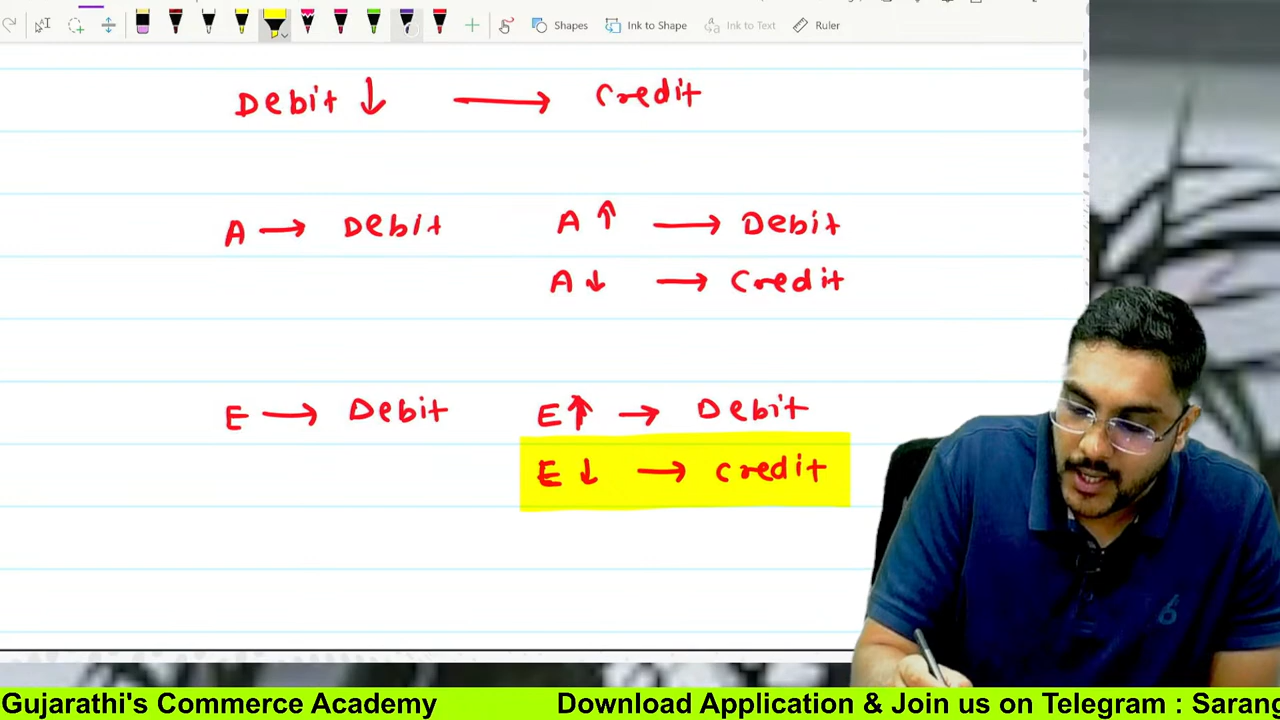 Shapes Ink to Shape Ink to Text Ruler
Debit ↓ → Credit
A → Debit A ↑ → Debit
A ↓ → Credit
E → Debit E ↑ → Debit
E ↓ → Credit
6
Gujarathi's Commerce Academy Download Application & Join us on Telegram : Sarang